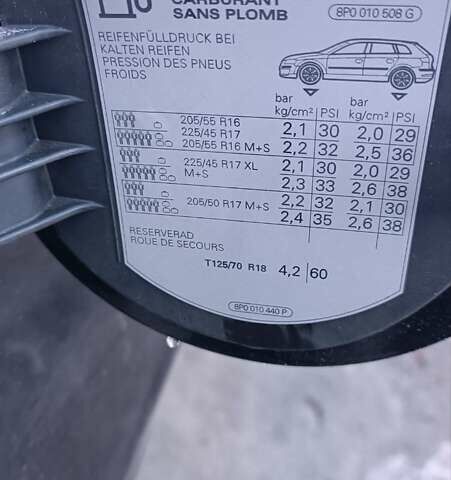 CARBURANT
SANS PLOMB
8P0 010 508 G
REIFENFÜLLDRUCK BEI
KALTEN REIFEN
PRESSION DES PNEUS
FROIDS
bar
kg/cm² PSI
bar
kg/cm² PSI
205/55 R16
225/45 R17
205/55 R16 M+S
2,1 30 2,0 29
2,2 32 2,5 36
225/45 R17 XL
M+S
2,1 30 2,0 29
2,3 33 2,6 38
205/50 R17 M+S
2,2 32 2,1 30
2,4 35 2,6 38
RESERVERAD
ROUE DE SECOURS
T125/70 R18 4,2 60
8P0 010 440 P